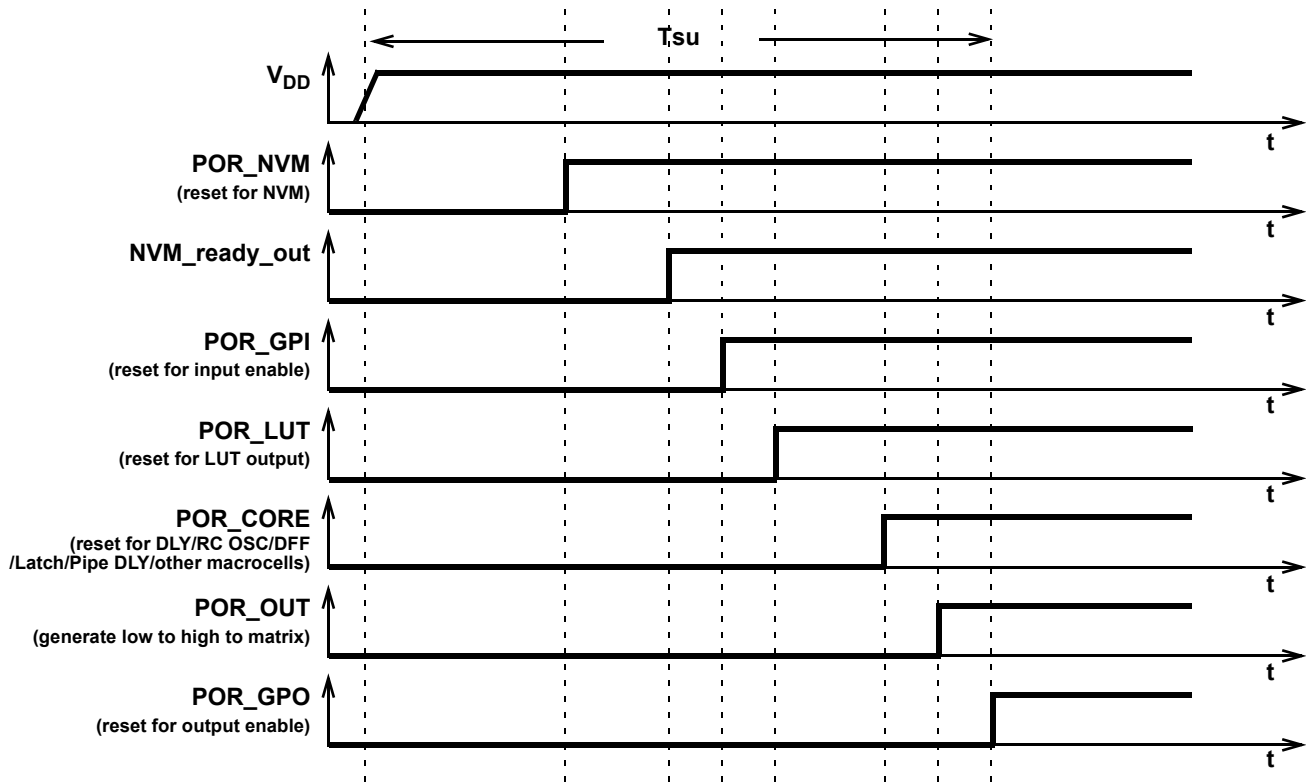 Tsu
VDD
t
POR_NVM
(reset for NVM)
t
NVM_ready_out
t
POR_GPI
(reset for input enable)
t
POR_LUT
(reset for LUT output)
t
POR_CORE
(reset for DLY/RC OSC/DFF
/Latch/Pipe DLY/other macrocells)
t
POR_OUT
(generate low to high to matrix)
t
POR_GPO
(reset for output enable)
t